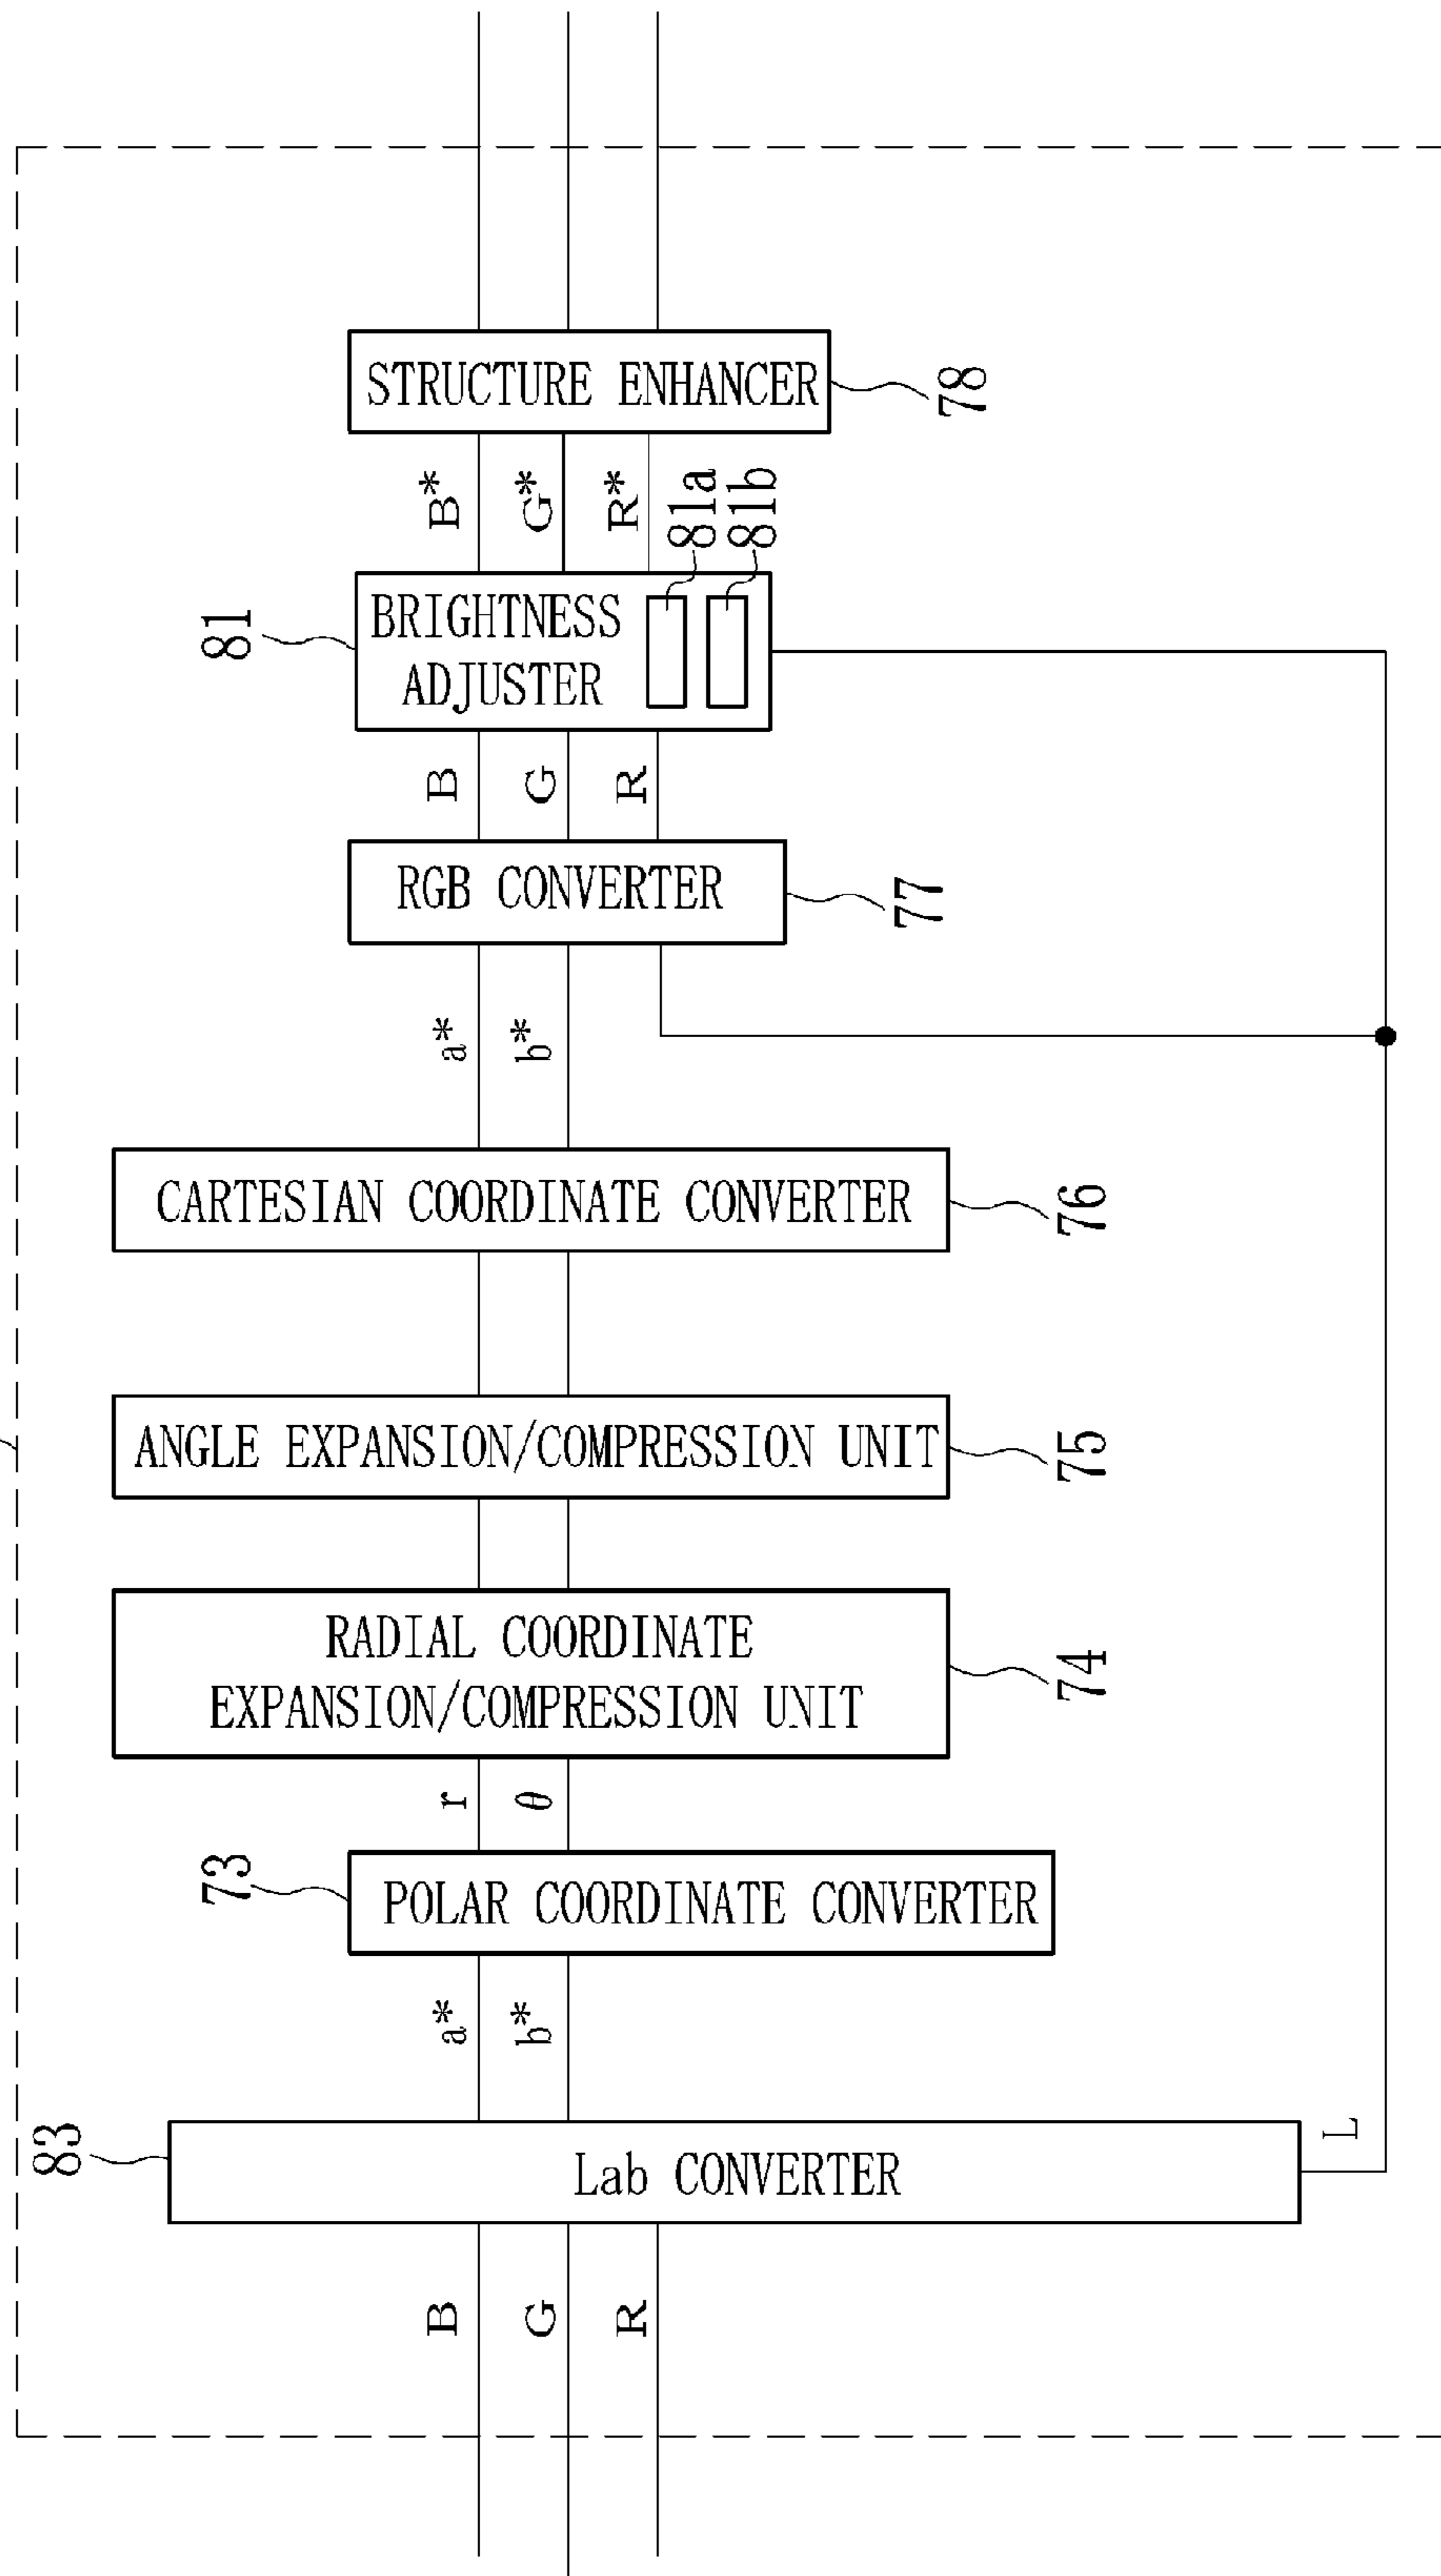 STRUCTURE ENHANCER
78
B*
G*
R*
81a
81b
81
BRIGHTNESS
ADJUSTER
B
G
R
RGB CONVERTER
77
a*
b*
CARTESIAN COORDINATE CONVERTER
76
ANGLE EXPANSION/COMPRESSION UNIT
75
RADIAL COORDINATE
EXPANSION/COMPRESSION UNIT
74
r
θ
73
POLAR COORDINATE CONVERTER
a*
b*
83
Lab CONVERTER
L
B
G
R